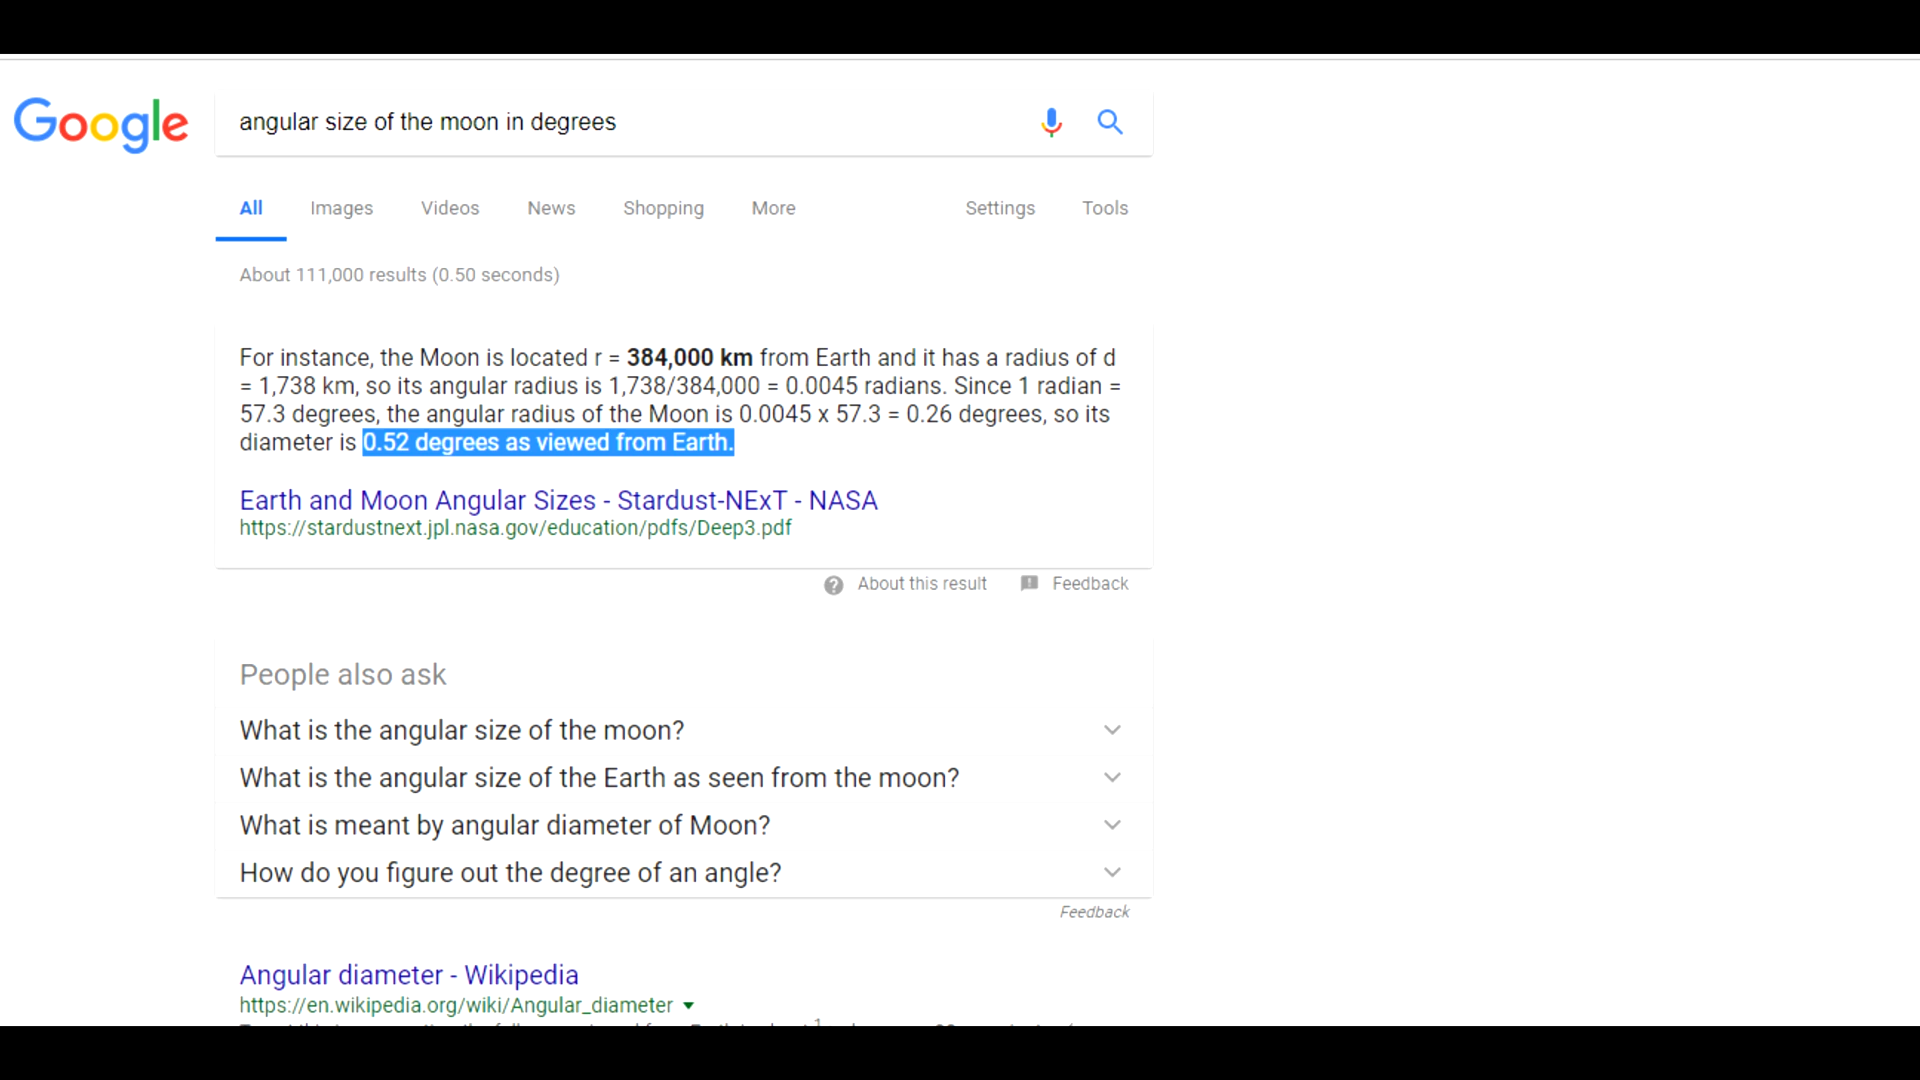 Google
angular size of the moon in degrees
All Images Videos News Shopping More Settings Tools
About 111,000 results (0.50 seconds)
For instance, the Moon is located r = 384,000 km from Earth and it has a radius of d
= 1,738 km, so its angular radius is 1,738/384,000 = 0.0045 radians. Since 1 radian =
57.3 degrees, the angular radius of the Moon is 0.0045 x 57.3 = 0.26 degrees, so its
diameter is 0.52 degrees as viewed from Earth.
Earth and Moon Angular Sizes - Stardust-NExT - NASA
https://stardustnext.jpl.nasa.gov/education/pdfs/Deep3.pdf
About this result Feedback
People also ask
What is the angular size of the moon?
What is the angular size of the Earth as seen from the moon?
What is meant by angular diameter of Moon?
How do you figure out the degree of an angle?
Feedback
Angular diameter - Wikipedia
https://en.wikipedia.org/wiki/Angular_diameter